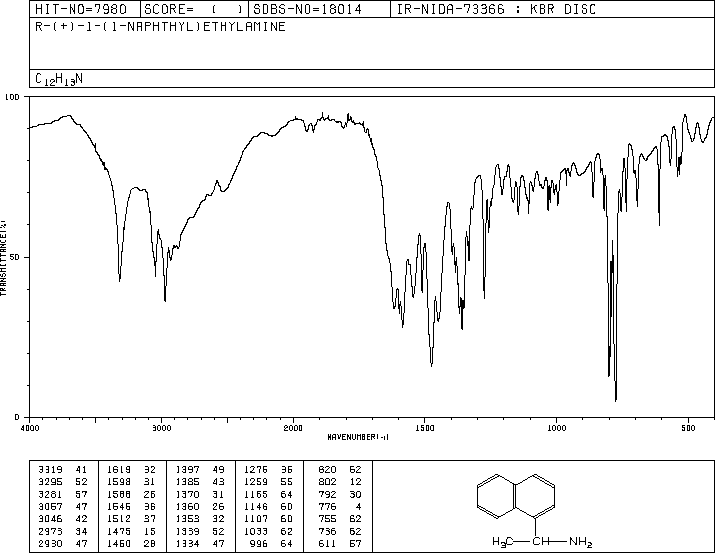 HIT-NO=7980 SCORE= ( ) SDBS-NO=18014 IR-NIDA-73366 : KBR DISC
R-(+)-1-(1-NAPHTHYL)ETHYLAMINE
C12H13N
100
50
0
TRANSMITTANCE(%)
4000 3000 2000 1500 1000 500
WAVENUMBER(-1)
3319 41 1619 32 1397 49 1276 36 820 62
3295 52 1598 31 1385 43 1259 55 802 12
3281 57 1588 26 1370 31 1165 64 792 30
3057 47 1546 36 1360 26 1146 60 776 4
3046 42 1512 37 1353 32 1107 60 755 62
2973 34 1475 15 1339 52 1033 62 736 62
2930 47 1450 28 1334 47 996 64 611 57
H3C CH NH2